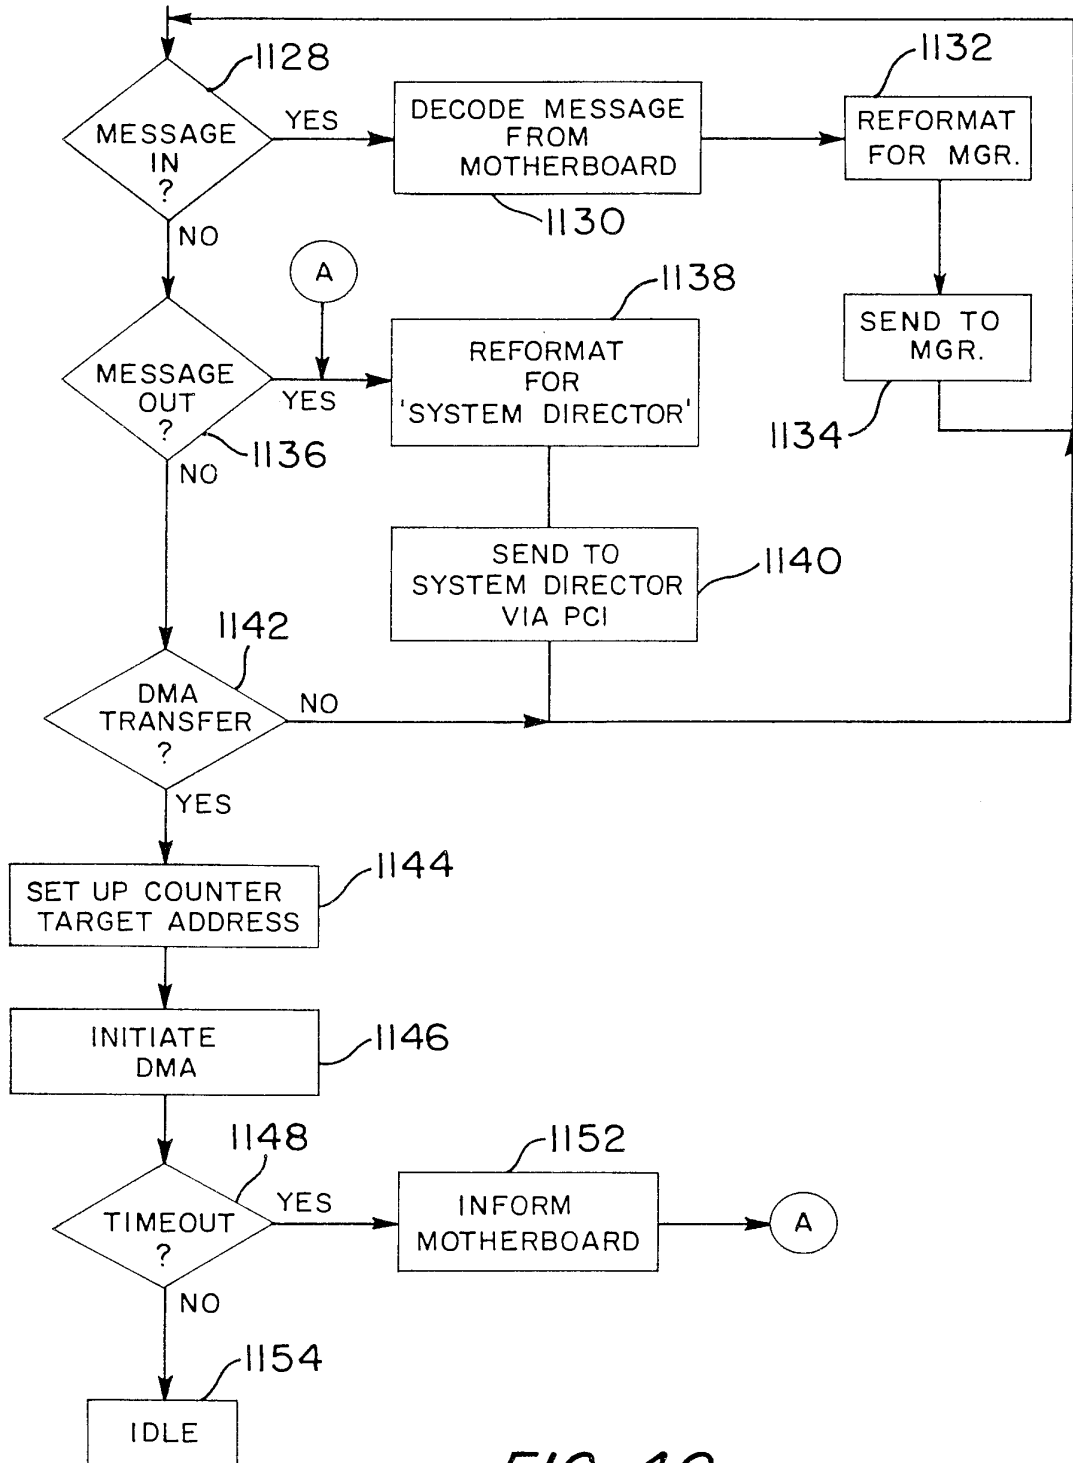 1128
MESSAGE
IN
?
YES
NO
DECODE MESSAGE
FROM
MOTHERBOARD
1130
1132
REFORMAT
FOR MGR.
A
1138
MESSAGE
OUT
?
YES
1136
NO
REFORMAT
FOR
'SYSTEM DIRECTOR'
SEND TO
MGR.
1134
SEND TO
SYSTEM DIRECTOR
VIA PCI
1140
1142
DMA
TRANSFER
?
NO
YES
1144
SET UP COUNTER
TARGET ADDRESS
INITIATE
DMA
1146
1148
TIMEOUT
?
YES
NO
1152
INFORM
MOTHERBOARD
A
1154
IDLE